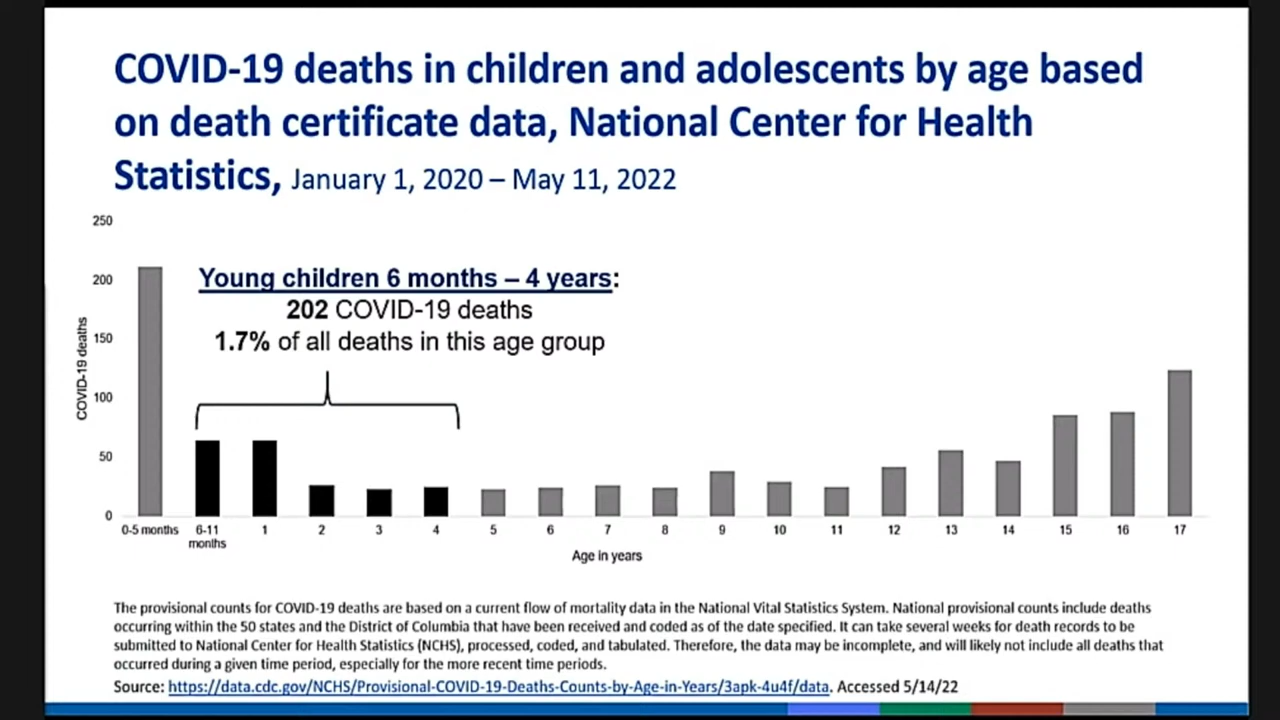 COVID-19 deaths in children and adolescents by age based
on death certificate data, National Center for Health
Statistics, January 1, 2020 – May 11, 2022
250
200
150
100
50
0
COVID-19 deaths
Young children 6 months – 4 years:
202 COVID-19 deaths
1.7% of all deaths in this age group
0-5 months 6-11 months 1 2 3 4 5 6 7 8 9 10 11 12 13 14 15 16 17
Age in years
The provisional counts for COVID-19 deaths are based on a current flow of mortality data in the National Vital Statistics System. National provisional counts include deaths
occurring within the 50 states and the District of Columbia that have been received and coded as of the date specified. It can take several weeks for death records to be
submitted to National Center for Health Statistics (NCHS), processed, coded, and tabulated. Therefore, the data may be incomplete, and will likely not include all deaths that
occurred during a given time period, especially for the more recent time periods.
Source: https://data.cdc.gov/NCHS/Provisional-COVID-19-Deaths-Counts-by-Age-in-Years/3apk-4u4f/data. Accessed 5/14/22